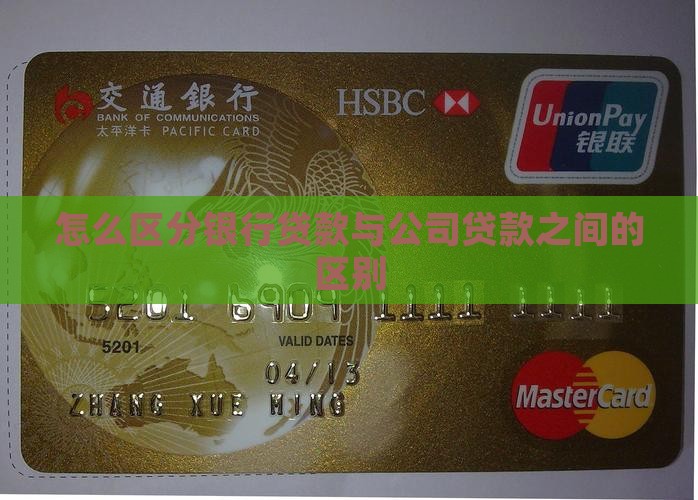 交通銀行
BANK OF COMMUNICATIONS
太平洋卡 PACIFIC CARD
HSBC
UnionPay
银联
怎么区分银行贷款与公司贷款之间的
区别
5201 6909 1111 1111
5201
VALID DATES
04/13
ZHANG XUE MING
MasterCard